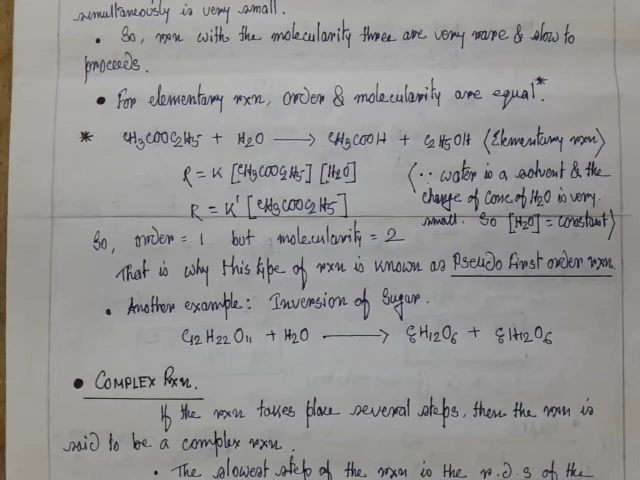 simultaneously is very small.
• So, rxn with the molecularity three are very rare & slow to
proceeds.
• For elementary rxn, order & molecularity are equal*.
* CH3COOC2H5 + H2O ⟶ CH3COOH + C2H5OH (Elementary rxn)
R = K [CH3COOC2H5] [H2O]
R = K' [CH3COOC2H5]
(∵ water is a solvent & the
change of conc of H2O is very
small. So [H2O] = constant)
So, order = 1 but molecularity = 2
That is why this type of rxn is known as Pseudo First order rxn.
• Another example: Inversion of Sugar.
C12H22O11 + H2O ⟶ C6H12O6 + C6H12O6
• COMPLEX Rxn.
If the rxn takes place several steps, then the rxn is
said to be a complex rxn.
• The slowest step of the rxn is the r.d.s of the